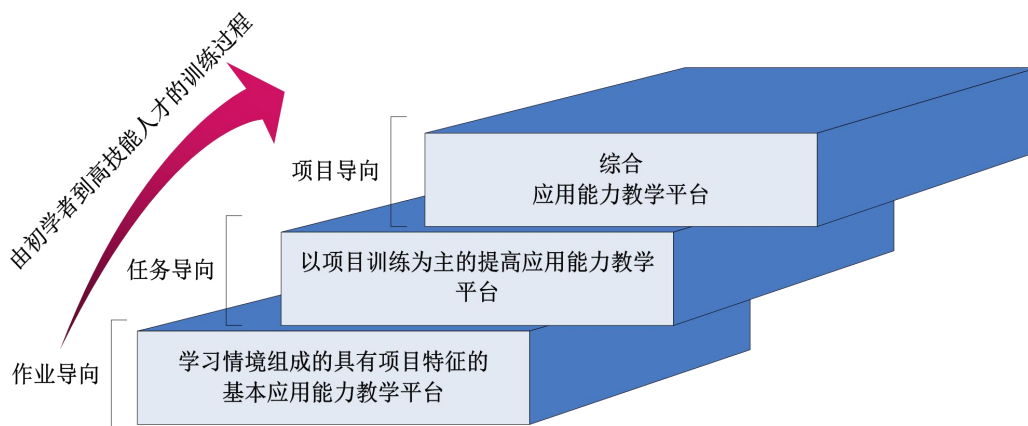 由初学者到高技能人才的训练过程
项目导向
综合
应用能力教学平台
任务导向
以项目训练为主的提高应用能力教学
平台
作业导向
学习情境组成的具有项目特征的
基本应用能力教学平台